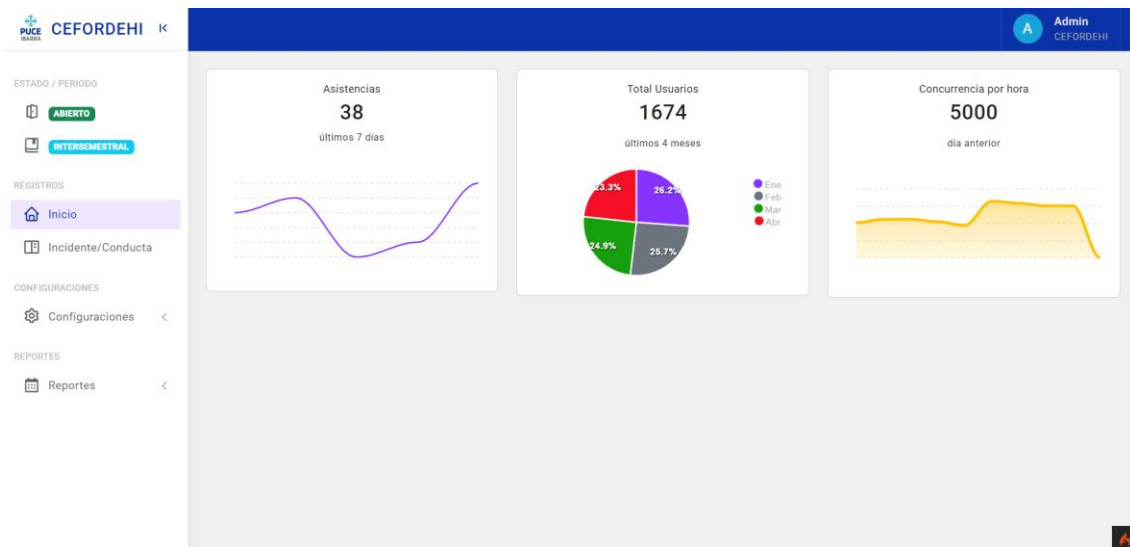 PUCE
IBARRA
CEFORDEHI
A
Admin
CEFORDEHI
ESTADO / PERIODO
ABIERTO
INTERSEMESTRAL
REGISTROS
Inicio
Incidente/Conducta
CONFIGURACIONES
Configuraciones
REPORTES
Reportes
Asistencias
38
últimos 7 días
Total Usuarios
1674
últimos 4 meses
23.3%
26.2%
24.9%
25.7%
Ene
Feb
Mar
Abr
Concurrencia por hora
5000
día anterior